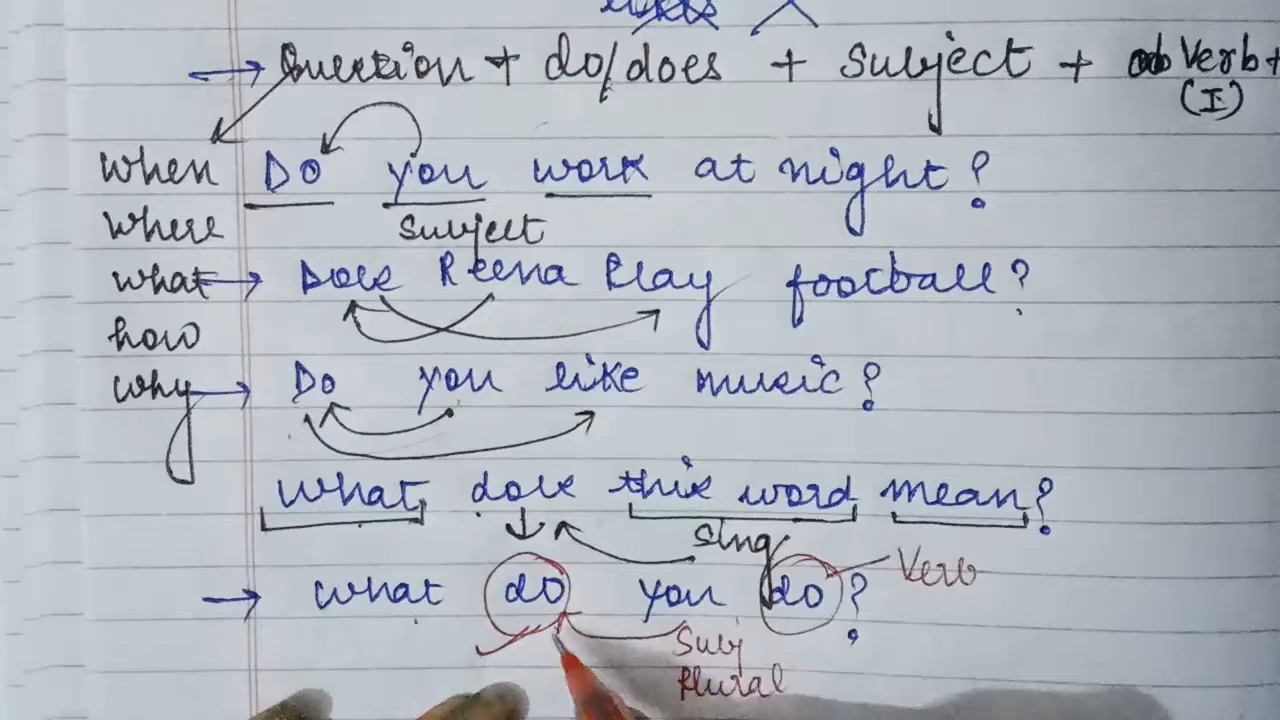 → Question + do/does + Subject + Verb +
(I)
When Do you work at night?
where subject
what → Does Reena Play football?
how
why → Do you like music?
What does this word mean?
Sing
→ what do you do? Verb
Subj
Plural